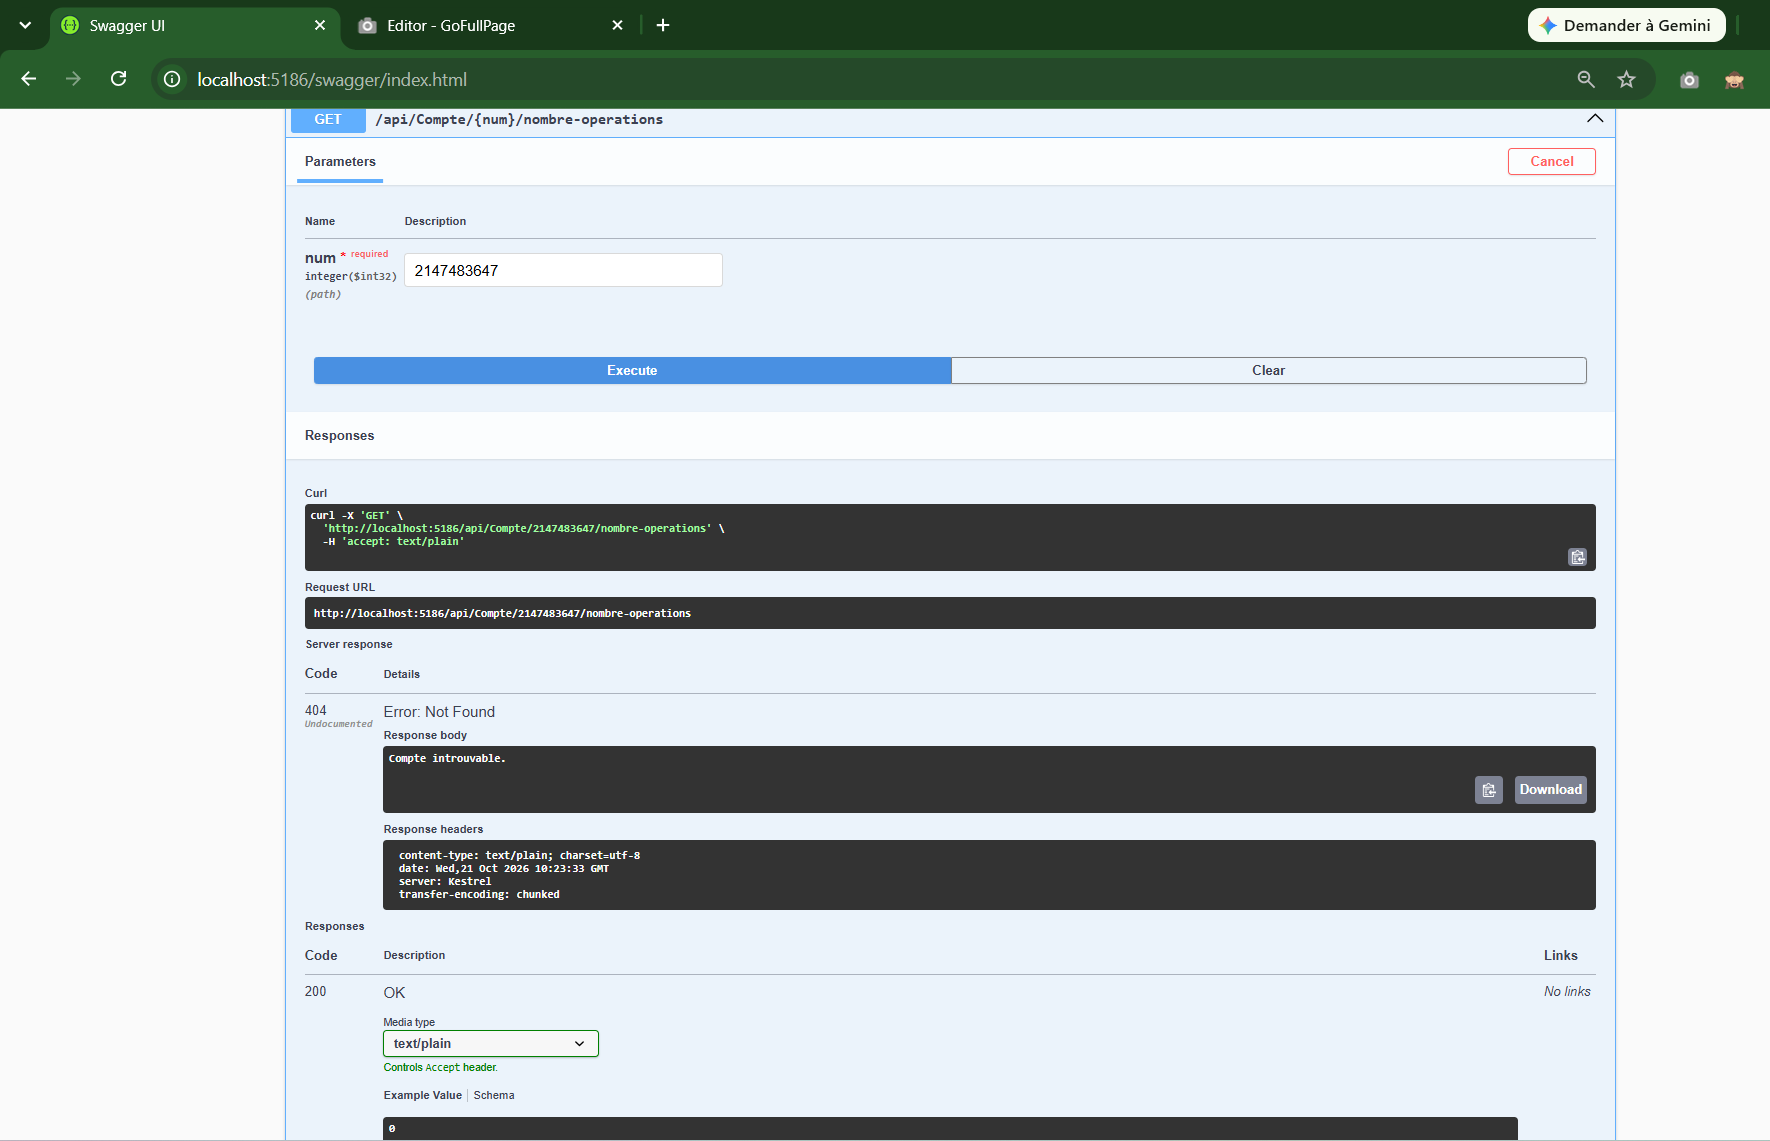 Swagger UI
Editor - GoFullPage
Demander à Gemini
localhost:5186/swagger/index.html
GET /api/Compte/{num}/nombre-operations
Parameters
Cancel
Name Description
num * required
integer($int32)
(path)
2147483647
Execute
Clear
Responses
Curl
curl -X 'GET' \
'http://localhost:5186/api/Compte/2147483647/nombre-operations' \
-H 'accept: text/plain'
Request URL
http://localhost:5186/api/Compte/2147483647/nombre-operations
Server response
Code Details
404
Undocumented
Error: Not Found
Response body
Compte introuvable.
Download
Response headers
content-type: text/plain; charset=utf-8
date: Wed,21 Oct 2026 10:23:33 GMT
server: Kestrel
transfer-encoding: chunked
Responses
Code Description Links
200 OK No links
Media type
text/plain
Controls Accept header.
Example Value Schema
0